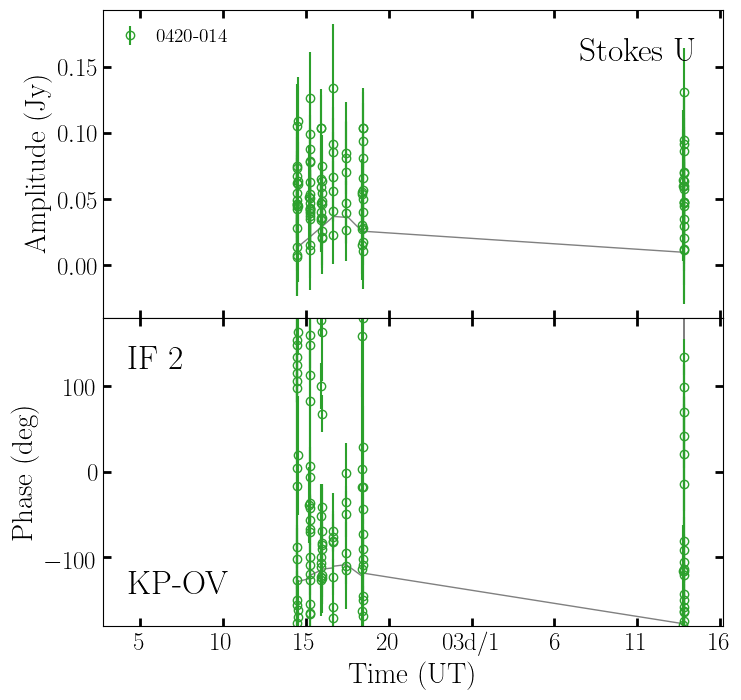 0420-014
Stokes U
0.15
0.10
0.05
0.00
Amplitude (Jy)
IF 2
100
0
−100
Phase (deg)
KP-OV
5 10 15 20 03d/1 6 11 16
Time (UT)